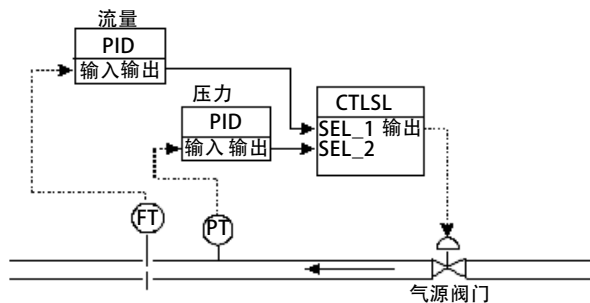 流量
PID
输入 输出
压力
PID
输入 输出
CTLSL
SEL_1 输出
SEL_2
FT
PT
气源阀门